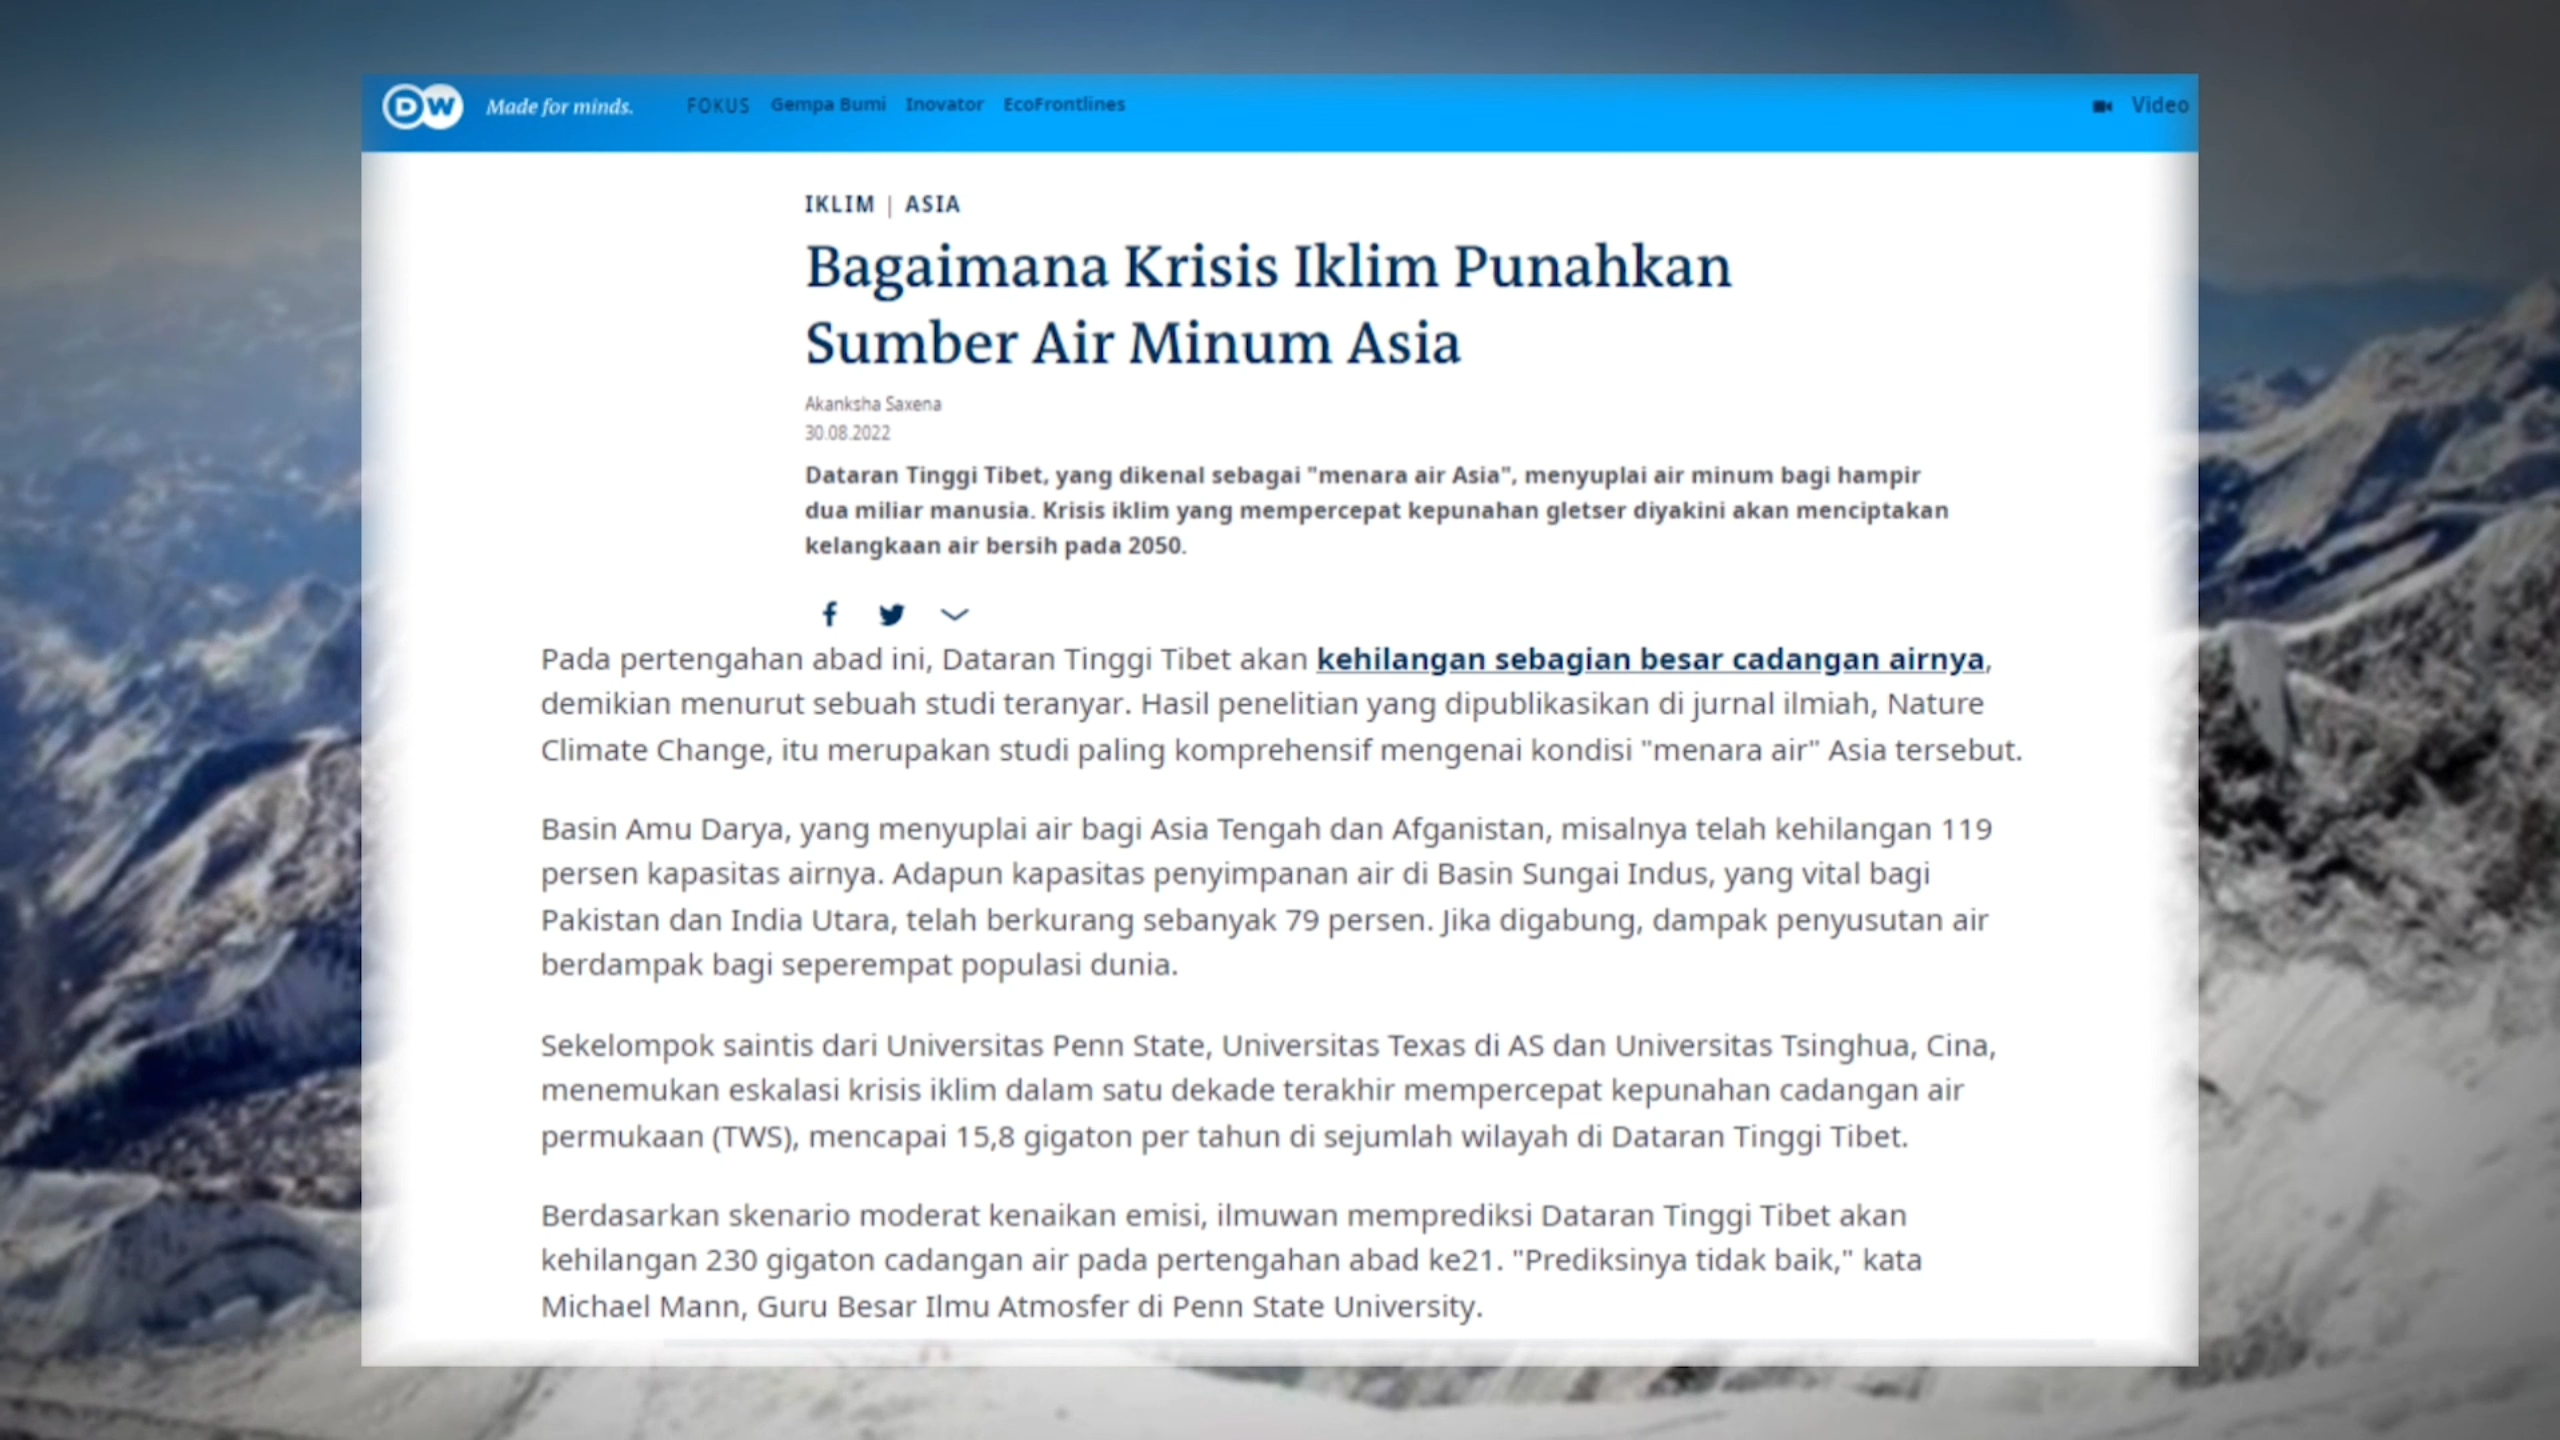 DW Made for minds. FOKUS Gempa Bumi Inovator EcoFrontlines Video
IKLIM | ASIA
Bagaimana Krisis Iklim Punahkan
Sumber Air Minum Asia
Akanksha Saxena
30.08.2022
Dataran Tinggi Tibet, yang dikenal sebagai "menara air Asia", menyuplai air minum bagi hampir
dua miliar manusia. Krisis iklim yang mempercepat kepunahan gletser diyakini akan menciptakan
kelangkaan air bersih pada 2050.
Pada pertengahan abad ini, Dataran Tinggi Tibet akan kehilangan sebagian besar cadangan airnya,
demikian menurut sebuah studi teranyar. Hasil penelitian yang dipublikasikan di jurnal ilmiah, Nature
Climate Change, itu merupakan studi paling komprehensif mengenai kondisi "menara air" Asia tersebut.
Basin Amu Darya, yang menyuplai air bagi Asia Tengah dan Afganistan, misalnya telah kehilangan 119
persen kapasitas airnya. Adapun kapasitas penyimpanan air di Basin Sungai Indus, yang vital bagi
Pakistan dan India Utara, telah berkurang sebanyak 79 persen. Jika digabung, dampak penyusutan air
berdampak bagi seperempat populasi dunia.
Sekelompok saintis dari Universitas Penn State, Universitas Texas di AS dan Universitas Tsinghua, Cina,
menemukan eskalasi krisis iklim dalam satu dekade terakhir mempercepat kepunahan cadangan air
permukaan (TWS), mencapai 15,8 gigaton per tahun di sejumlah wilayah di Dataran Tinggi Tibet.
Berdasarkan skenario moderat kenaikan emisi, ilmuwan memprediksi Dataran Tinggi Tibet akan
kehilangan 230 gigaton cadangan air pada pertengahan abad ke21. "Prediksinya tidak baik," kata
Michael Mann, Guru Besar Ilmu Atmosfer di Penn State University.